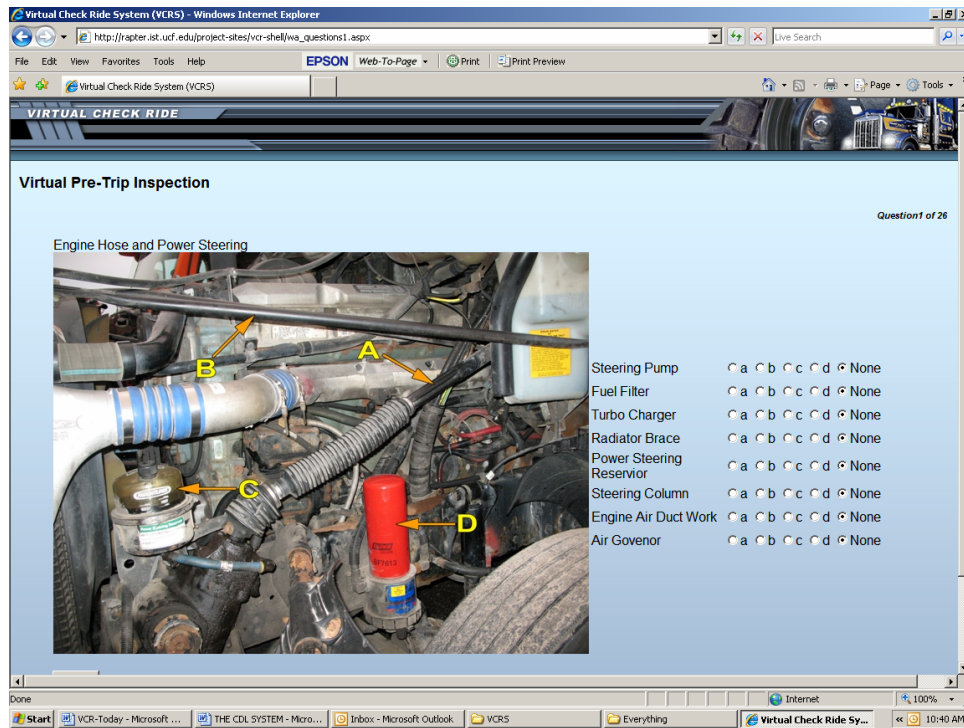 Virtual Check Ride System (VCRS) - Windows Internet Explorer
http://rapter.ist.ucf.edu/project-sites/vcr-shell/wa_questions1.aspx
Live Search
File Edit View Favorites Tools Help
EPSON Web-To-Page Print Print Preview
Virtual Check Ride System (VCRS)
Page Tools
VIRTUAL CHECK RIDE
Virtual Pre-Trip Inspection
Question1 of 26
Engine Hose and Power Steering
A
B
C
D
Steering Pump a b c d None
Fuel Filter a b c d None
Turbo Charger a b c d None
Radiator Brace a b c d None
Power Steering
Reservior a b c d None
Steering Column a b c d None
Engine Air Duct Work a b c d None
Air Govenor a b c d None
Done
Internet
100%
Start
VCR-Today - Microsoft ...
THE CDL SYSTEM - Micro...
Inbox - Microsoft Outlook
VCRS
Everything
Virtual Check Ride Sy...
10:40 AM